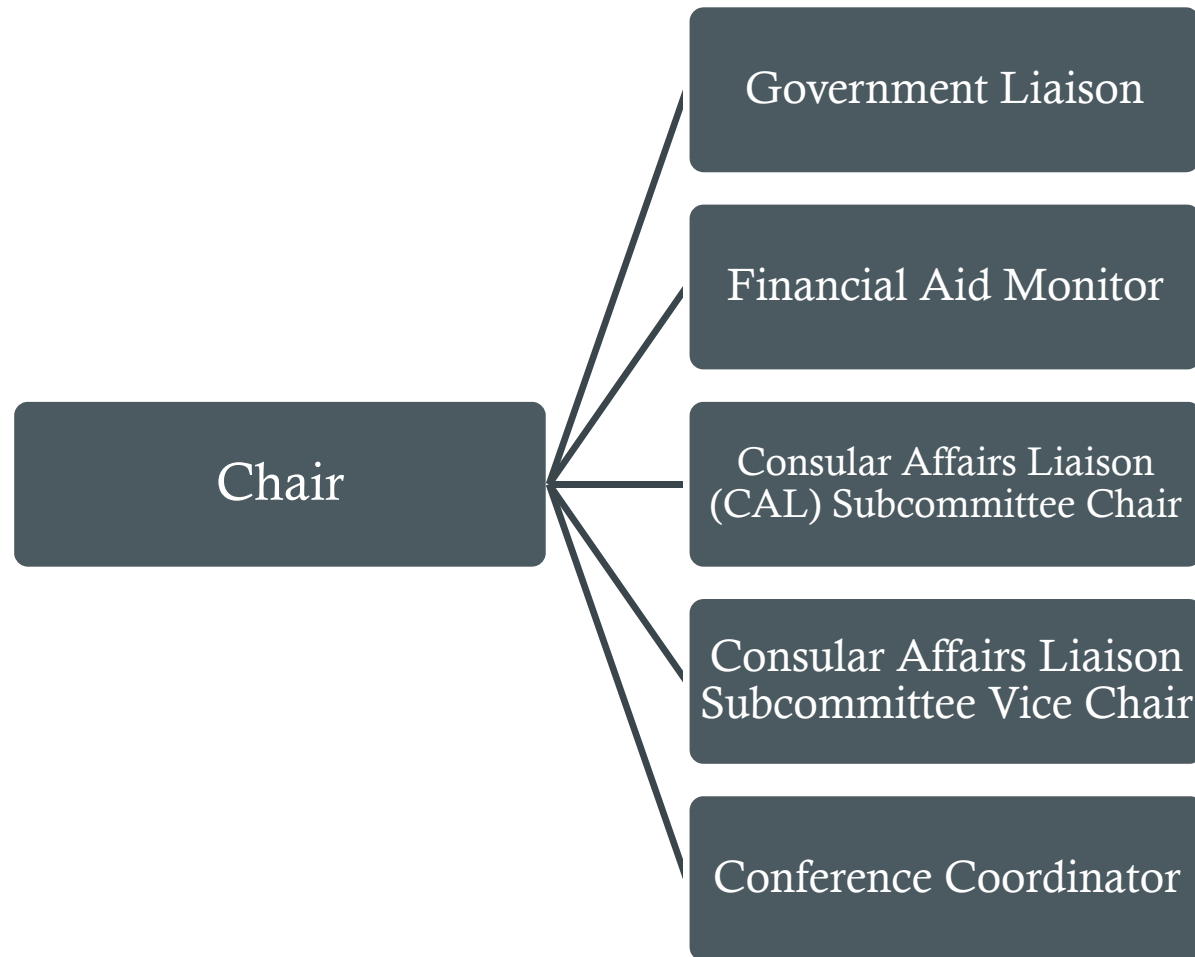 Government Liaison
Financial Aid Monitor
Chair
Consular Affairs Liaison
(CAL) Subcommittee Chair
Consular Affairs Liaison
Subcommittee Vice Chair
Conference Coordinator